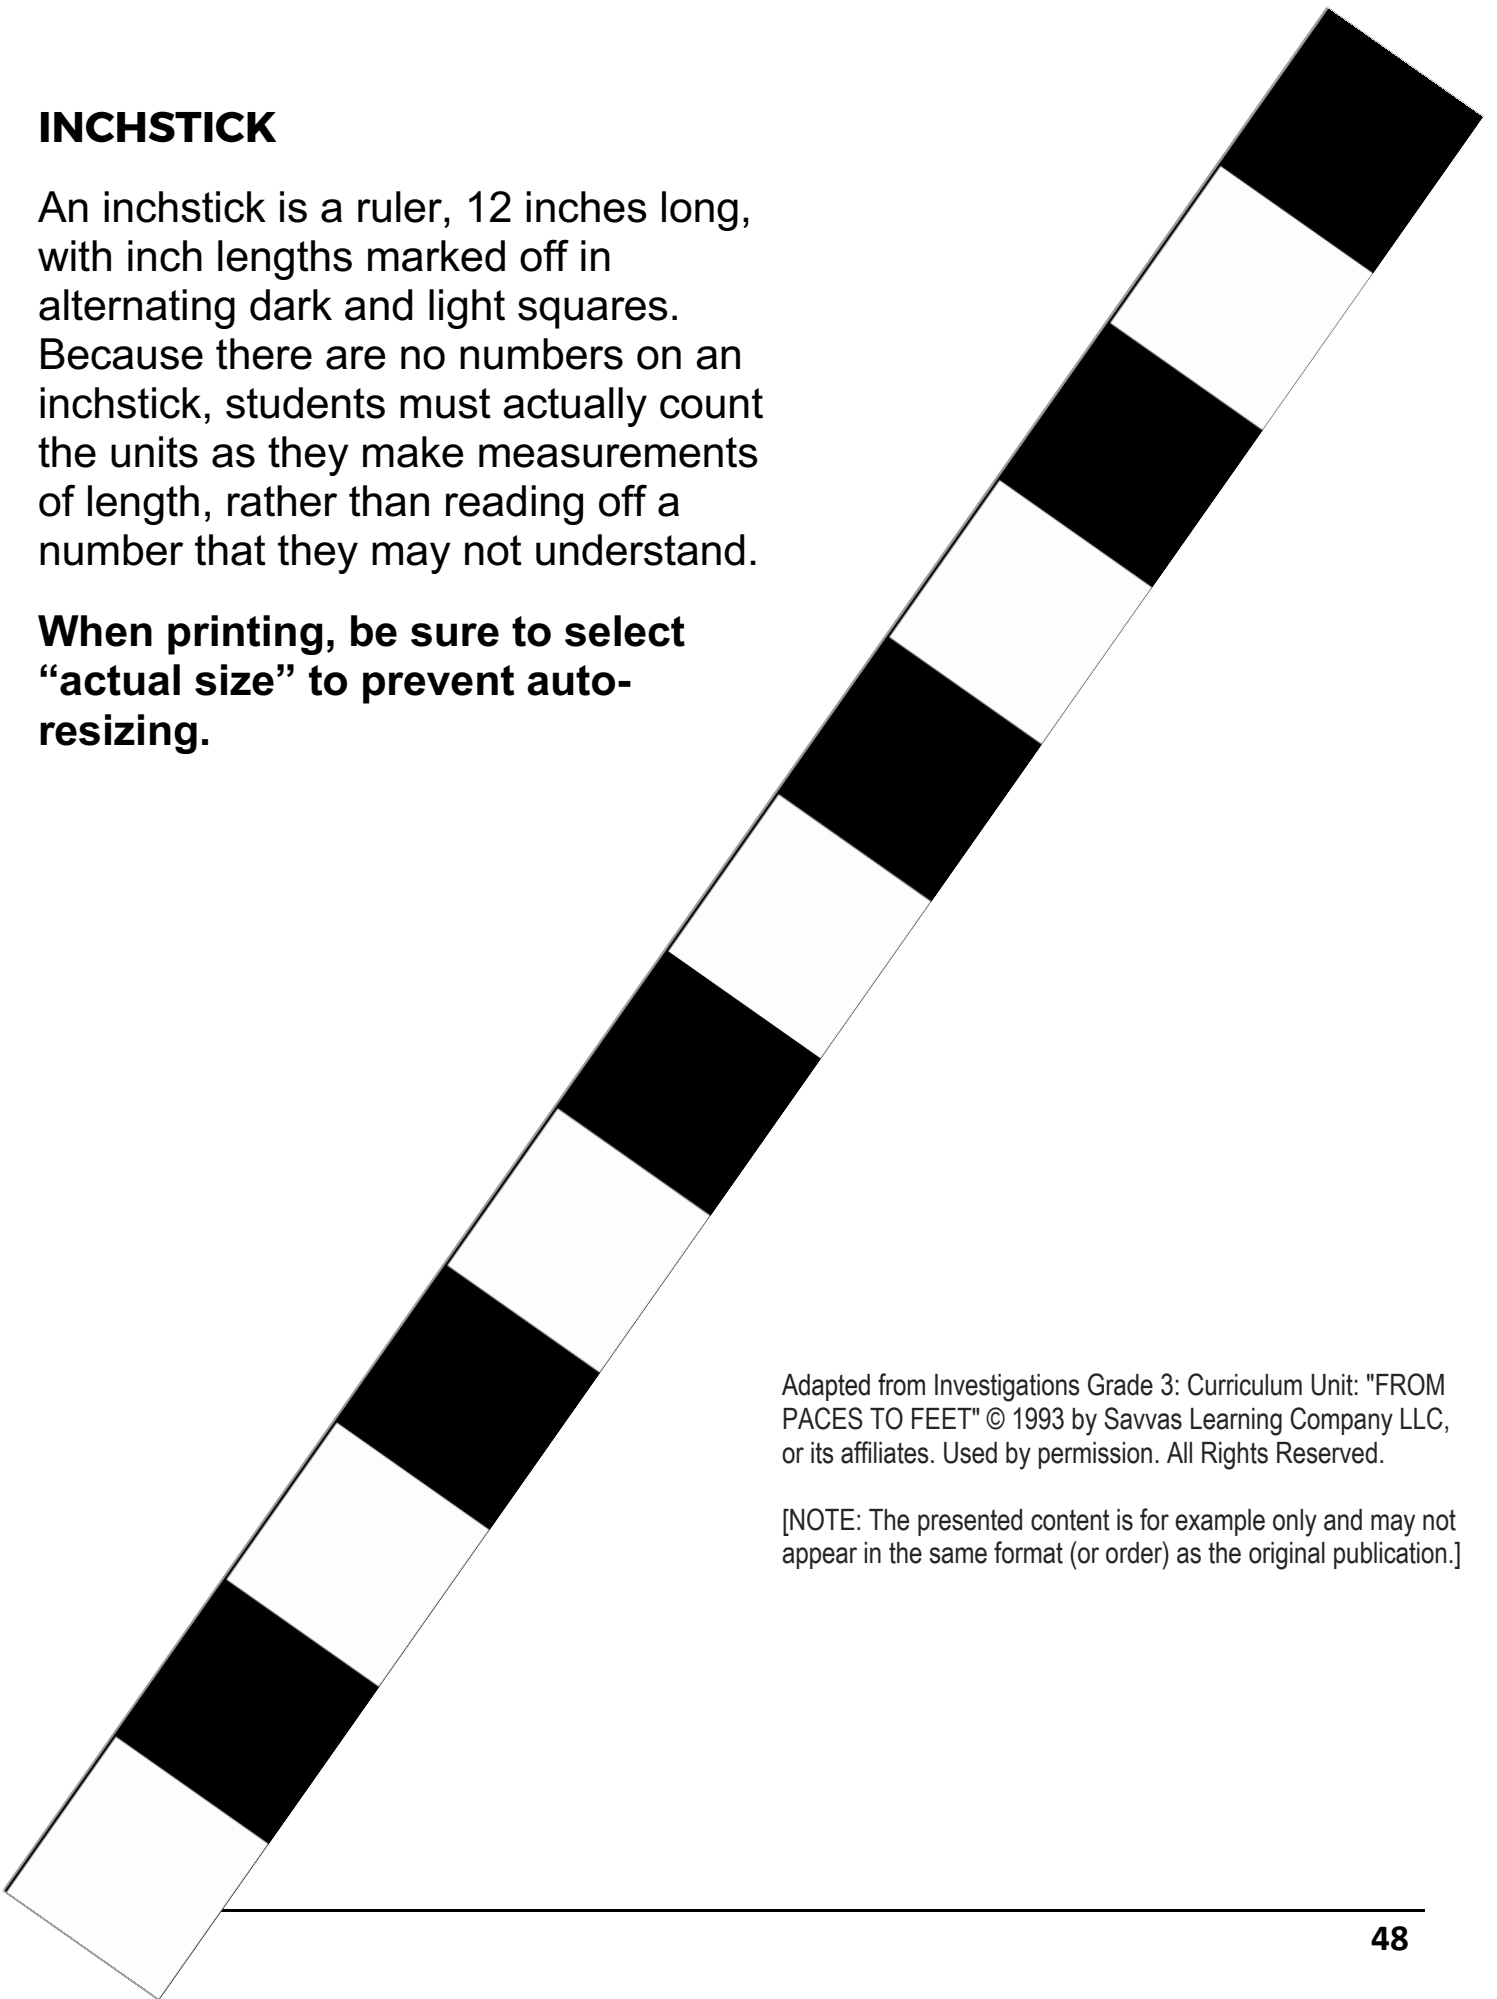 INCHSTICK
An inchstick is a ruler, 12 inches long,
with inch lengths marked off in
alternating dark and light squares.
Because there are no numbers on an
inchstick, students must actually count
the units as they make measurements
of length, rather than reading off a
number that they may not understand.
When printing, be sure to select
“actual size” to prevent auto-
resizing.
Adapted from Investigations Grade 3: Curriculum Unit: "FROM
PACES TO FEET" © 1993 by Savvas Learning Company LLC,
or its affiliates. Used by permission. All Rights Reserved.
[NOTE: The presented content is for example only and may not
appear in the same format (or order) as the original publication.]
48